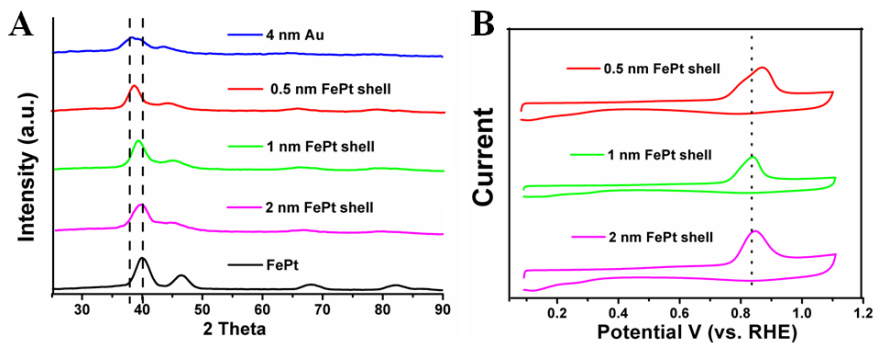 A
4 nm Au
0.5 nm FePt shell
1 nm FePt shell
2 nm FePt shell
FePt
Intensity (a.u.)
30 40 50 60 70 80 90
2 Theta
B
0.5 nm FePt shell
1 nm FePt shell
2 nm FePt shell
Current
0.2 0.4 0.6 0.8 1.0 1.2
Potential V (vs. RHE)